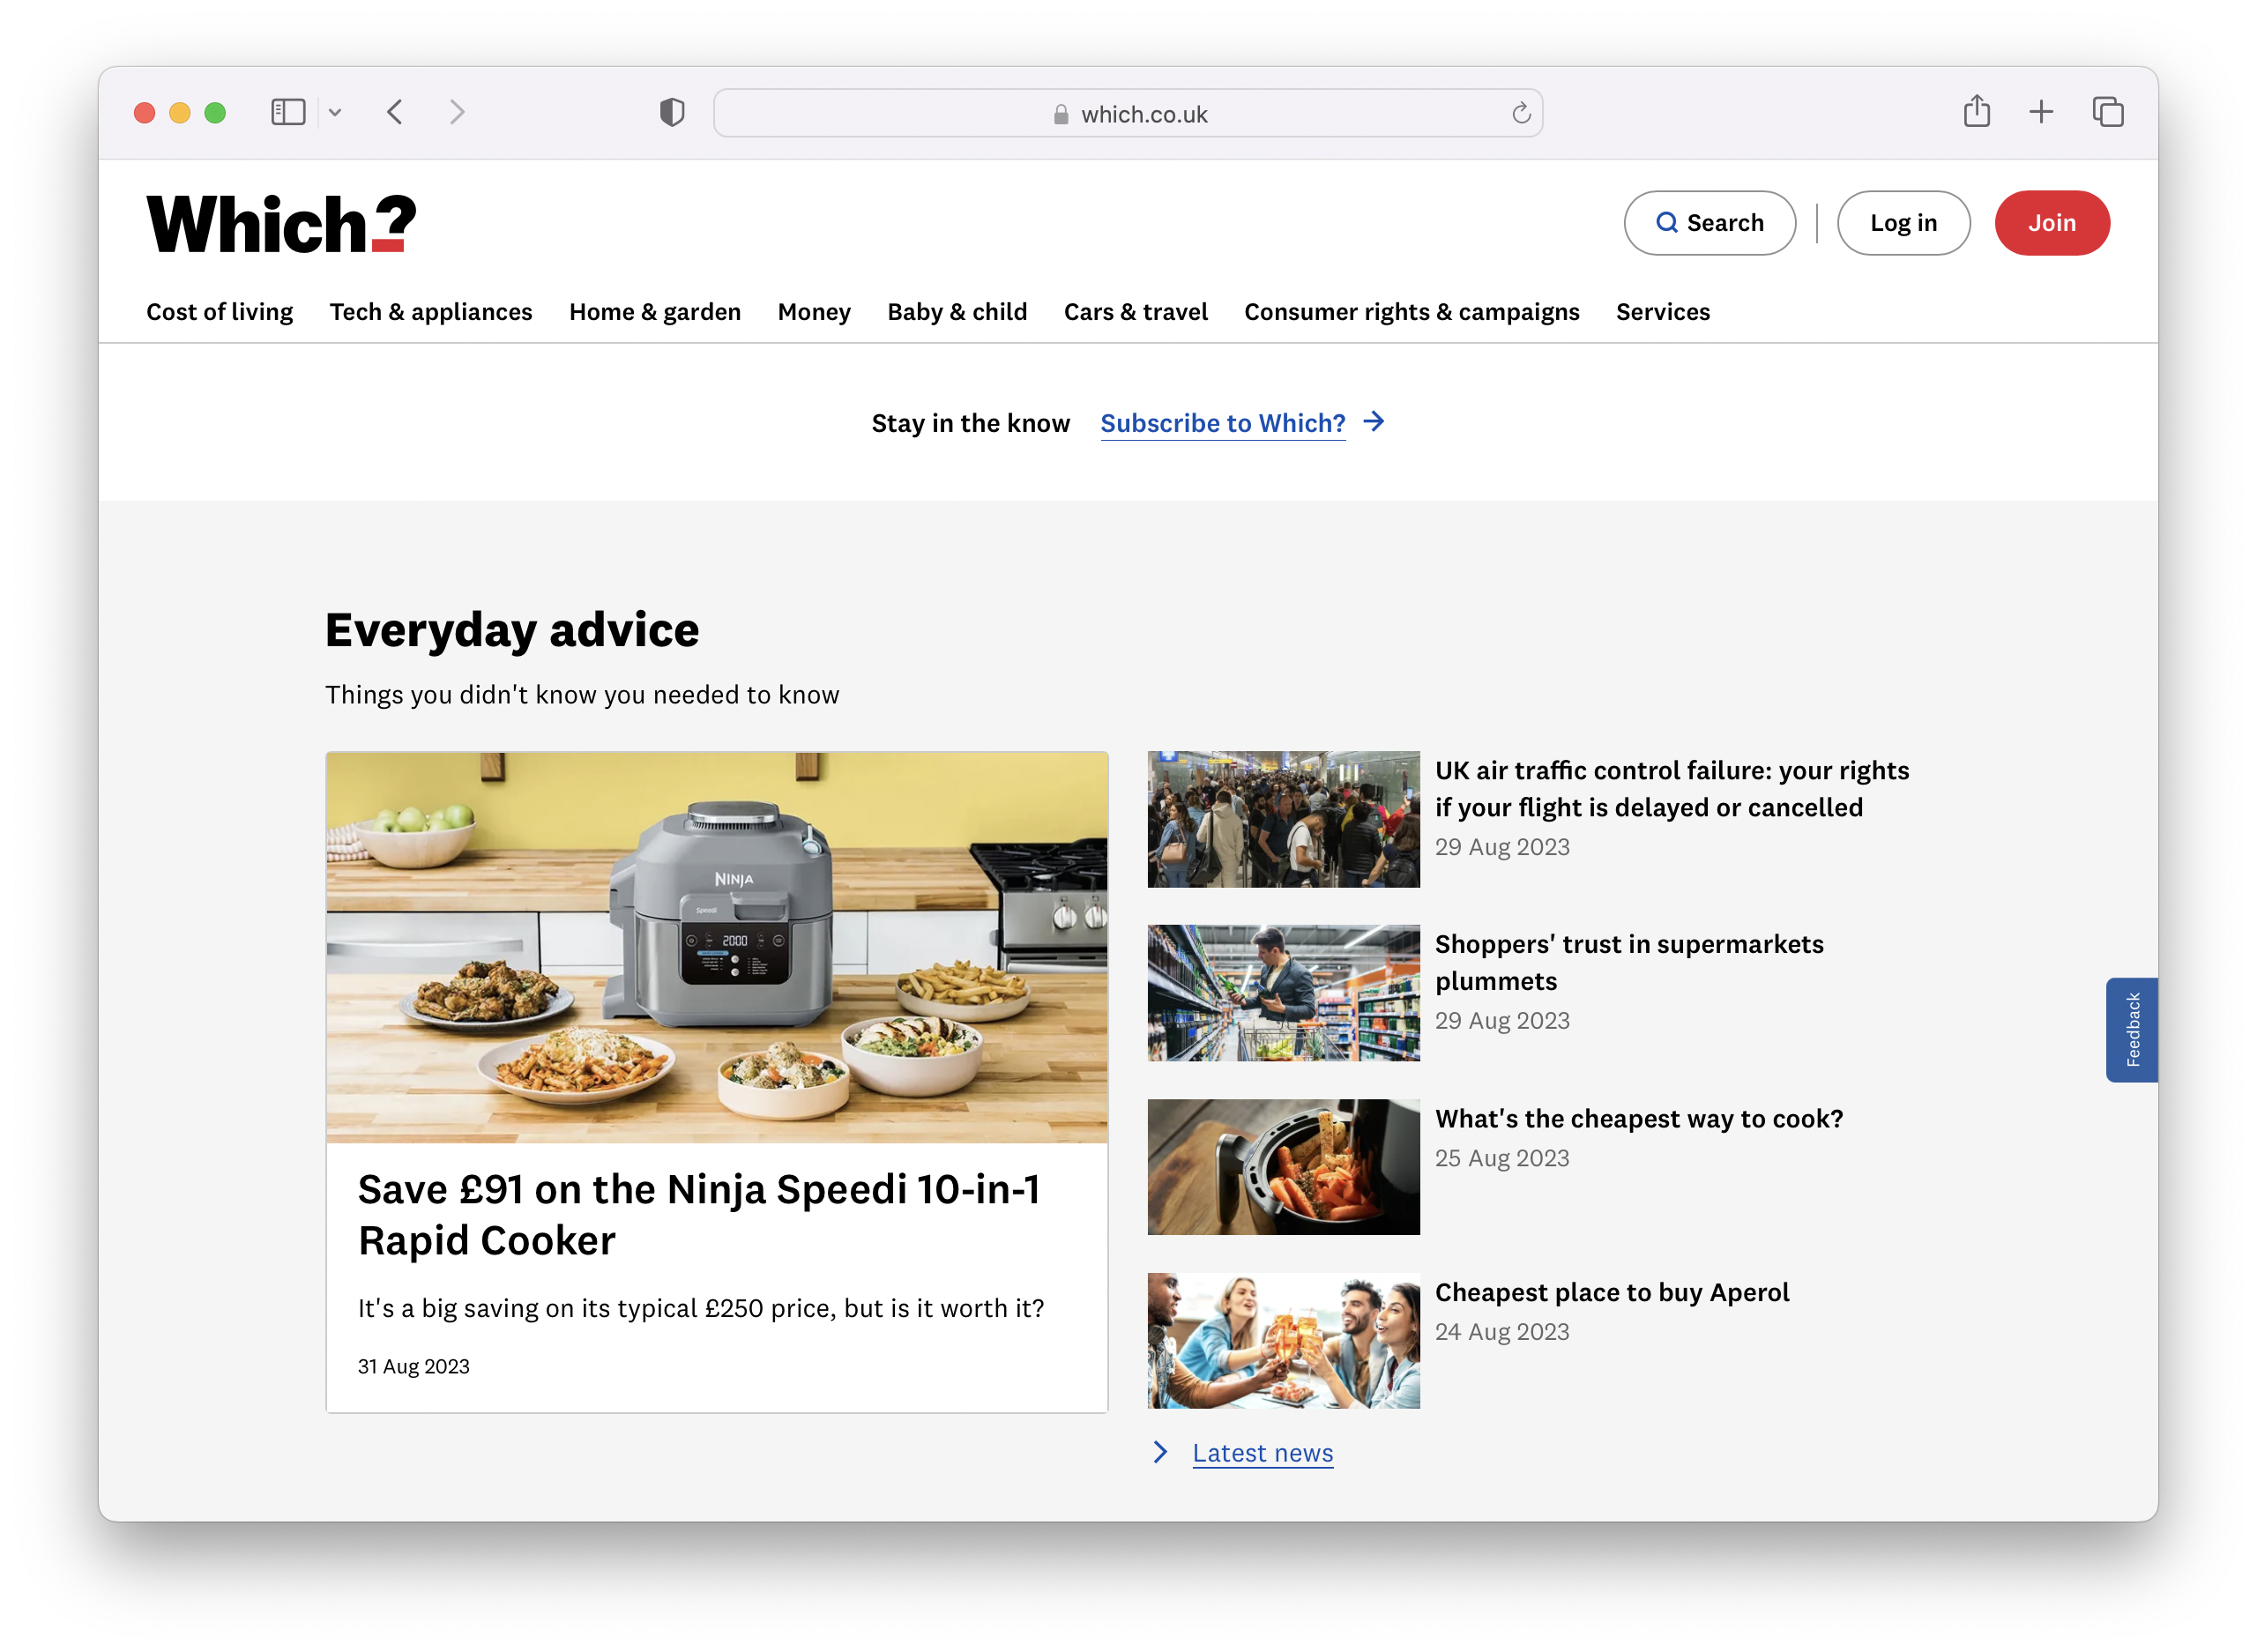 which.co.uk
Which?
Search
Log in
Join
Cost of living
Tech & appliances
Home & garden
Money
Baby & child
Cars & travel
Consumer rights & campaigns
Services
Stay in the know
Subscribe to Which?
Everyday advice
Things you didn't know you needed to know
NINJA
Speedi
2000
Save £91 on the Ninja Speedi 10-in-1
Rapid Cooker
It's a big saving on its typical £250 price, but is it worth it?
31 Aug 2023
UK air traffic control failure: your rights
if your flight is delayed or cancelled
29 Aug 2023
Shoppers' trust in supermarkets
plummets
29 Aug 2023
What's the cheapest way to cook?
25 Aug 2023
Cheapest place to buy Aperol
24 Aug 2023
Latest news
Feedback